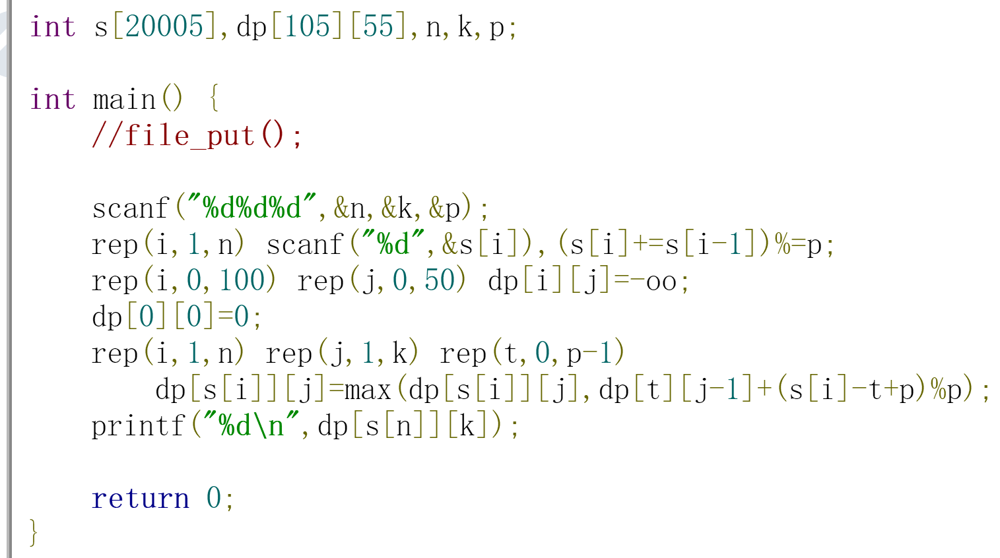 int s[20005],dp[105][55],n,k,p;
int main() {
//file_put();
scanf("%d%d%d",&n,&k,&p);
rep(i,1,n) scanf("%d",&s[i]),(s[i]+=s[i-1])%=p;
rep(i,0,100) rep(j,0,50) dp[i][j]=-oo;
dp[0][0]=0;
rep(i,1,n) rep(j,1,k) rep(t,0,p-1)
dp[s[i]][j]=max(dp[s[i]][j],dp[t][j-1]+(s[i]-t+p)%p);
printf("%d\n",dp[s[n]][k]);
return 0;
}